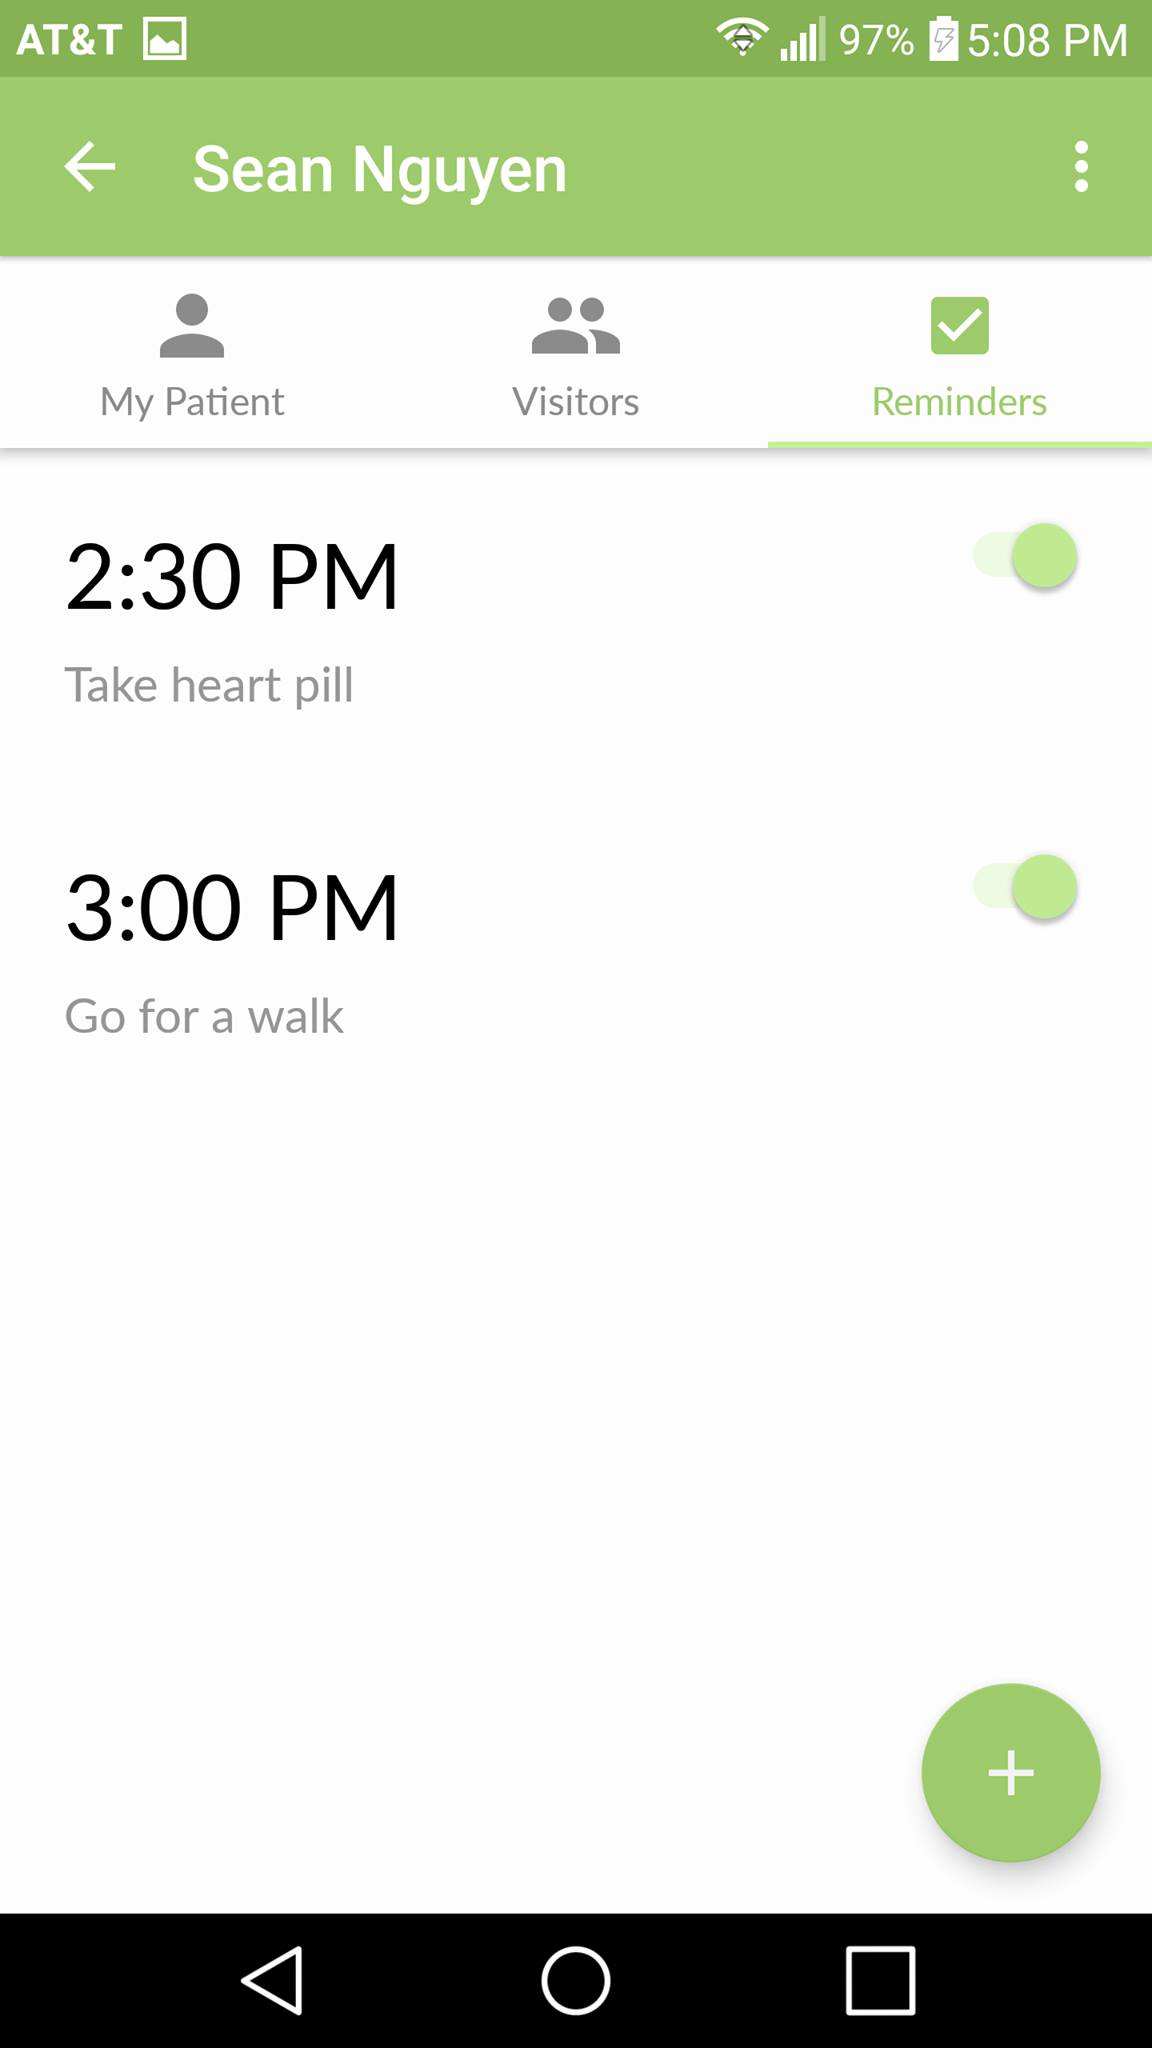 AT&T 97% 5:08 PM
Sean Nguyen
My Patient Visitors Reminders
2:30 PM
Take heart pill
3:00 PM
Go for a walk